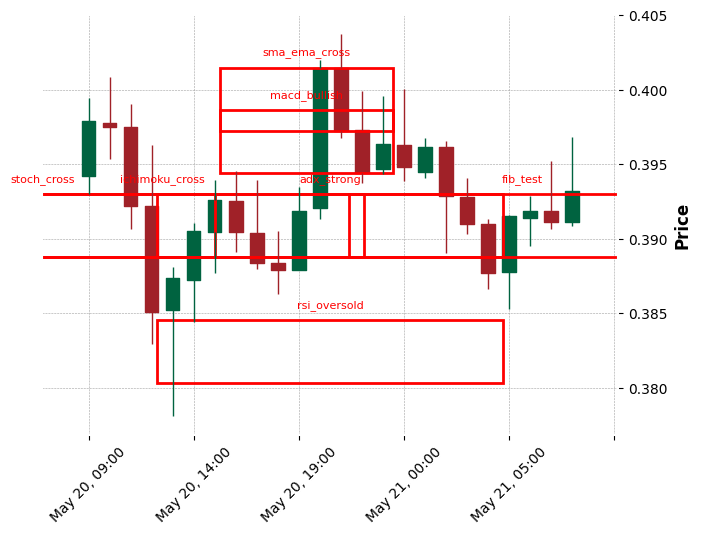 0.405
sma_ema_cross
0.400
macd_bullish
0.395
stoch_cross
ichimoku_cross
adx_strong
fib_test
0.390
Price
rsi_oversold
0.385
0.380
May 20, 09:00
May 20, 14:00
May 20, 19:00
May 21, 00:00
May 21, 05:00